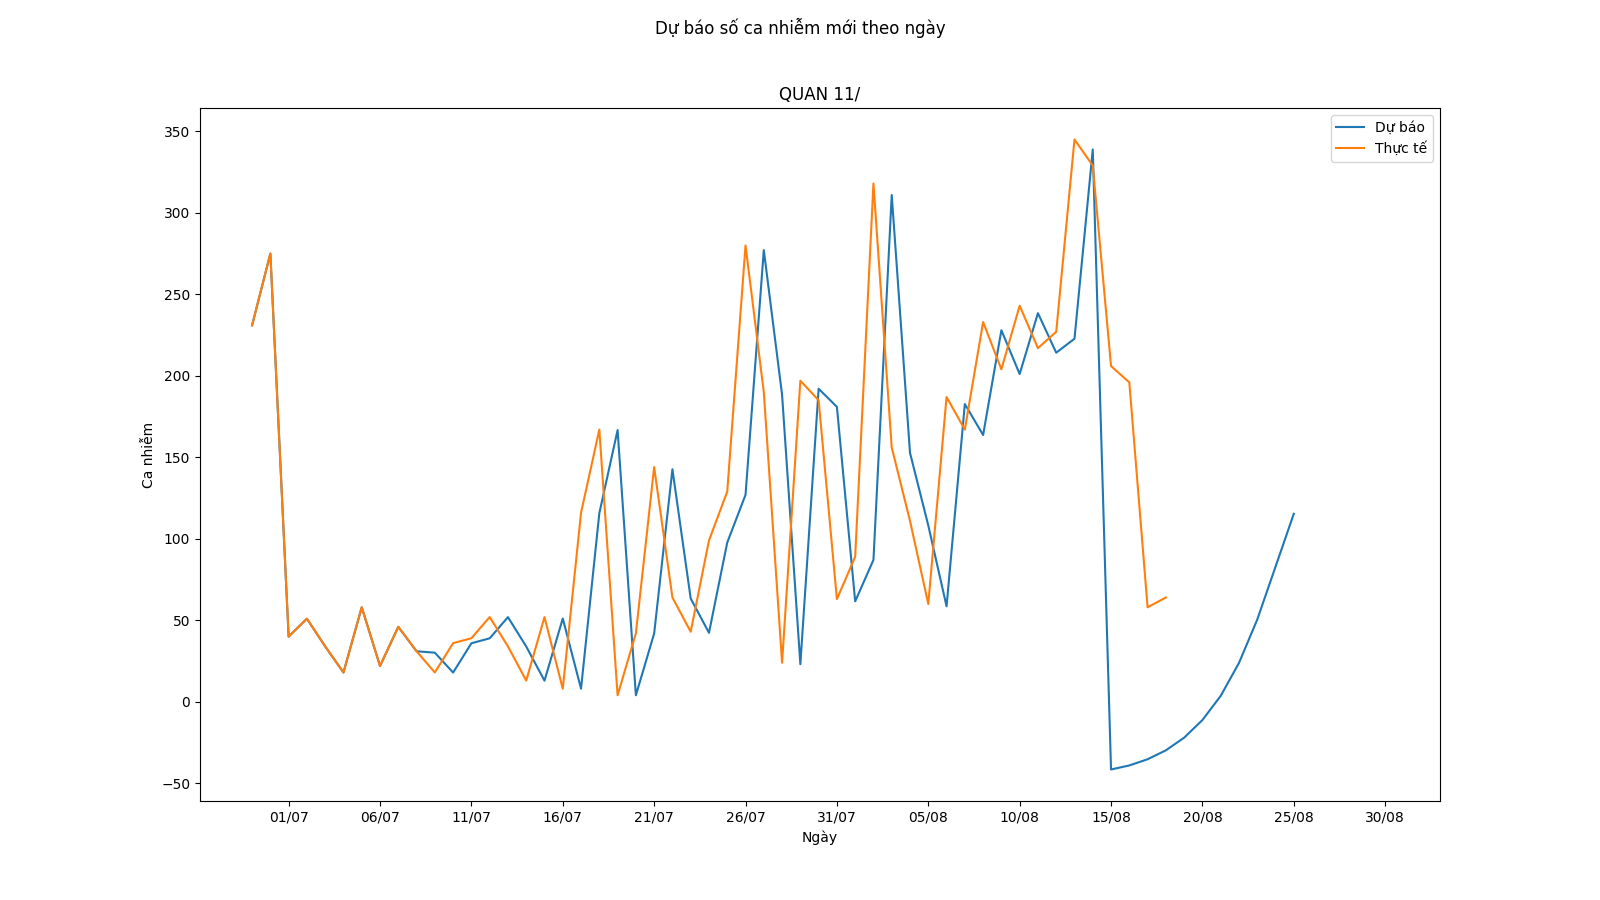 Dự báo số ca nhiễm mới theo ngày
QUAN 11/
Dự báo
Thực tế
350
300
250
200
150
100
50
0
−50
Ca nhiễm
01/07 06/07 11/07 16/07 21/07 26/07 31/07 05/08 10/08 15/08 20/08 25/08 30/08
Ngày